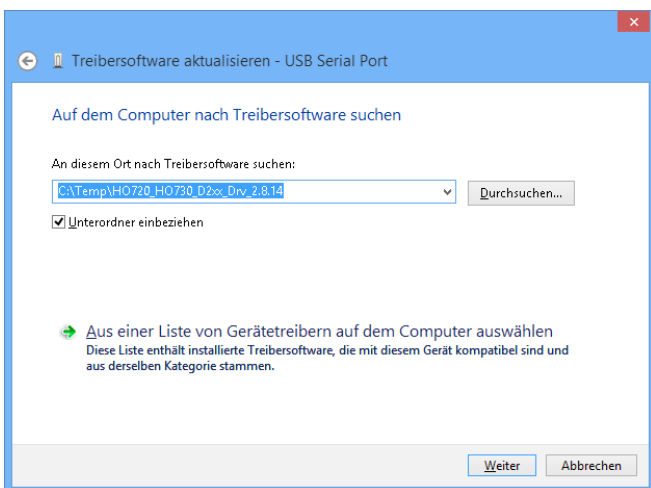 Treibersoftware aktualisieren - USB Serial Port
Auf dem Computer nach Treibersoftware suchen
An diesem Ort nach Treibersoftware suchen:
C:\Temp\HO720_HO730_D2xx_Drv_2.8.14
Durchsuchen...
Unterordner einbeziehen
Aus einer Liste von Gerätetreibern auf dem Computer auswählen
Diese Liste enthält installierte Treibersoftware, die mit diesem Gerät kompatibel sind und
aus derselben Kategorie stammen.
Weiter
Abbrechen